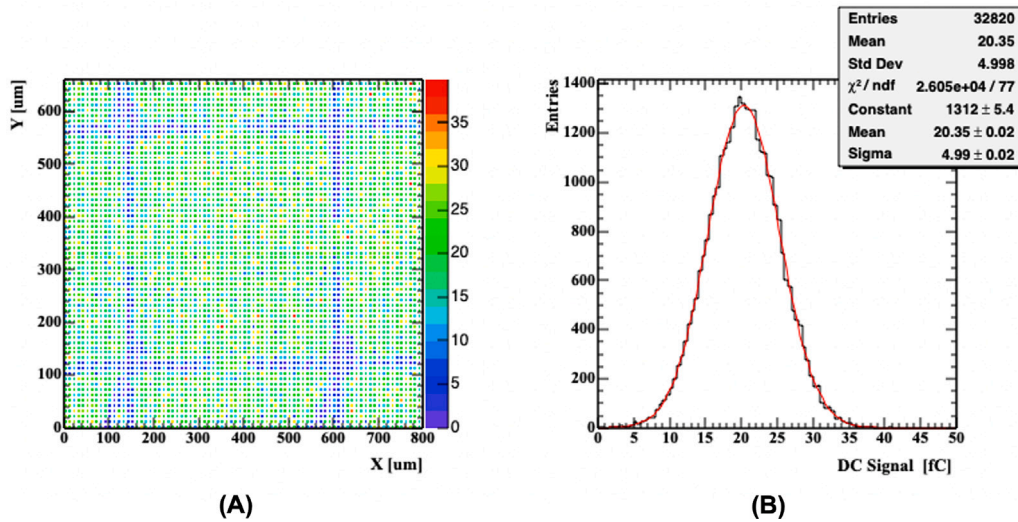 Y [um]
600
500
400
300
200
100
0
0 100 200 300 400 500 600 700 800
X [um]
35
30
25
20
15
10
5
0
(A)
Entries 32820
Mean 20.35
Std Dev 4.998
χ² / ndf 2.605e+04 / 77
Constant 1312 ± 5.4
Mean 20.35 ± 0.02
Sigma 4.99 ± 0.02
Entries
1400
1200
1000
800
600
400
200
0 5 10 15 20 25 30 35 40 45 50
DC Signal [fC]
(B)